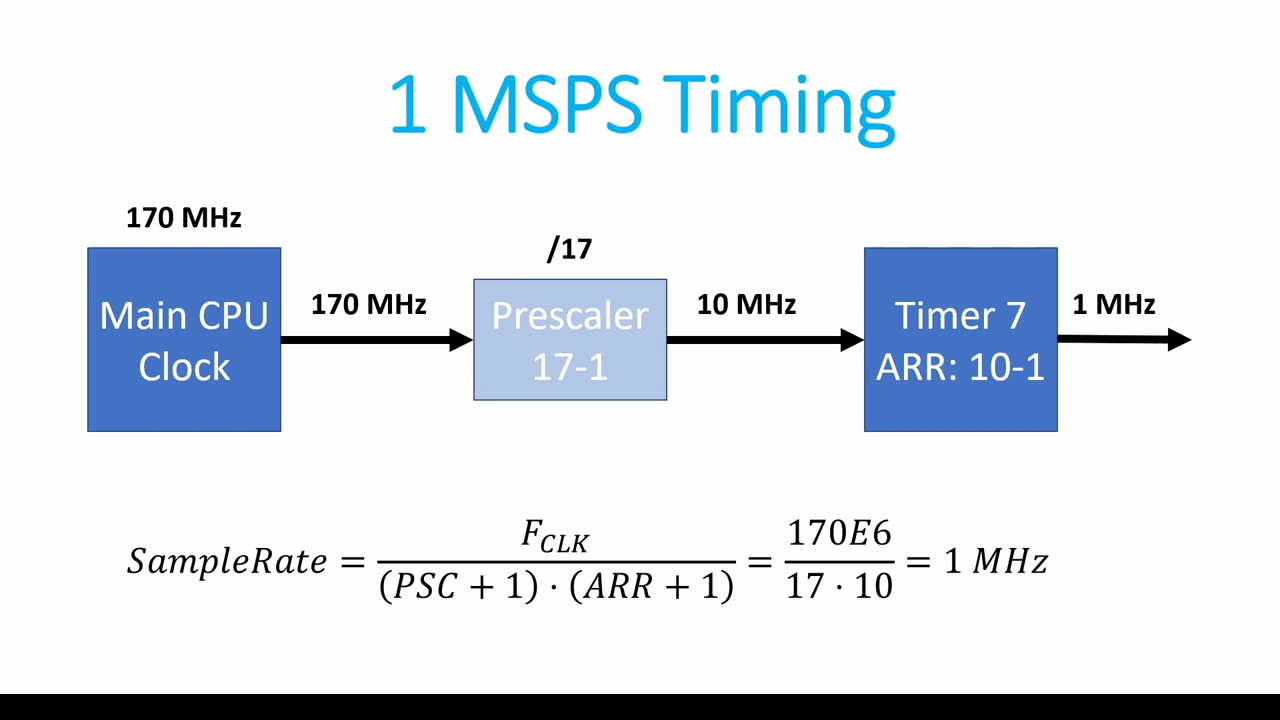 1 MSPS Timing
170 MHz
Main CPU
Clock
170 MHz
/17
Prescaler
17-1
10 MHz
Timer 7
ARR: 10-1
1 MHz
SampleRate = F_CLK / ((PSC + 1) · (ARR + 1)) = 170E6 / (17 · 10) = 1 MHz